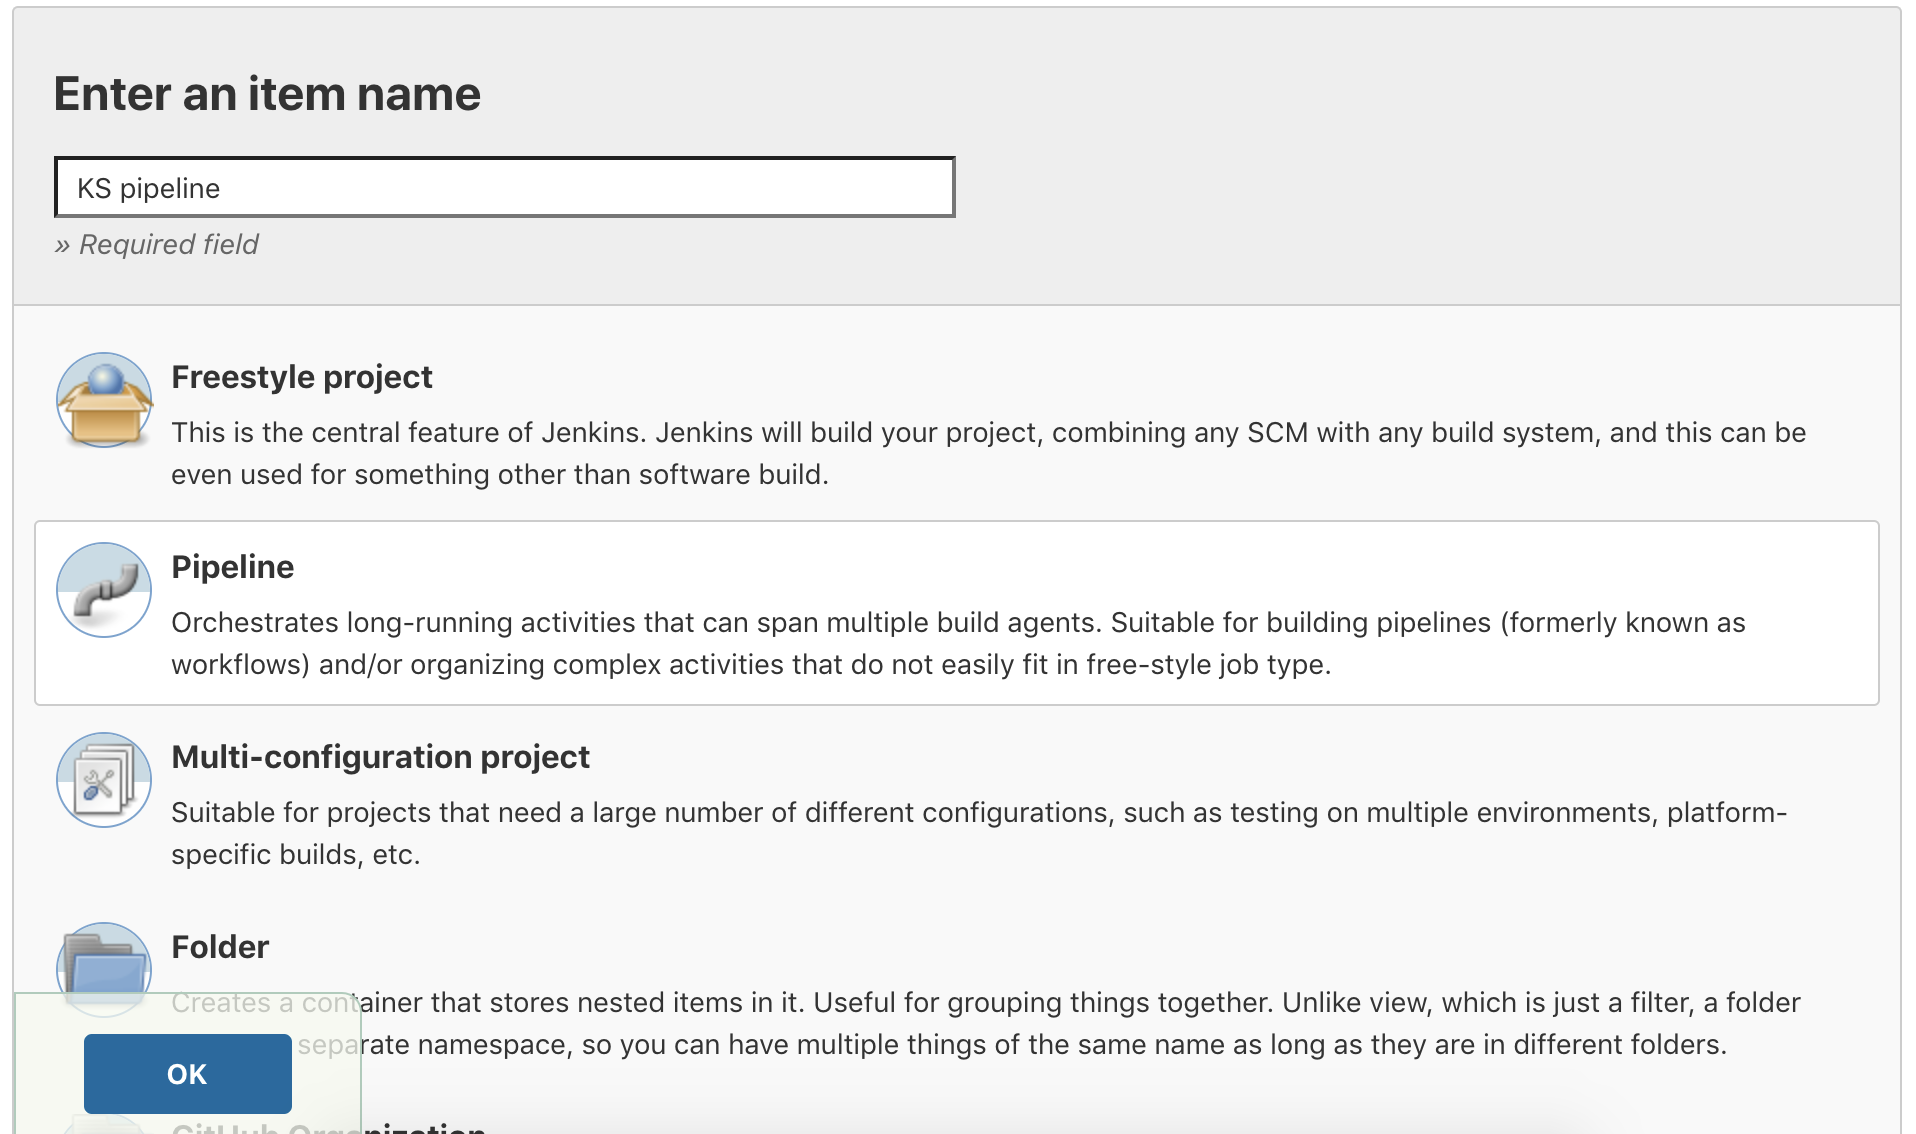 Enter an item name
KS pipeline
» Required field
Freestyle project
This is the central feature of Jenkins. Jenkins will build your project, combining any SCM with any build system, and this can be
even used for something other than software build.
Pipeline
Orchestrates long-running activities that can span multiple build agents. Suitable for building pipelines (formerly known as
workflows) and/or organizing complex activities that do not easily fit in free-style job type.
Multi-configuration project
Suitable for projects that need a large number of different configurations, such as testing on multiple environments, platform-
specific builds, etc.
Folder
Creates a container that stores nested items in it. Useful for grouping things together. Unlike view, which is just a filter, a folder
separate namespace, so you can have multiple things of the same name as long as they are in different folders.
OK
GitHub Organization